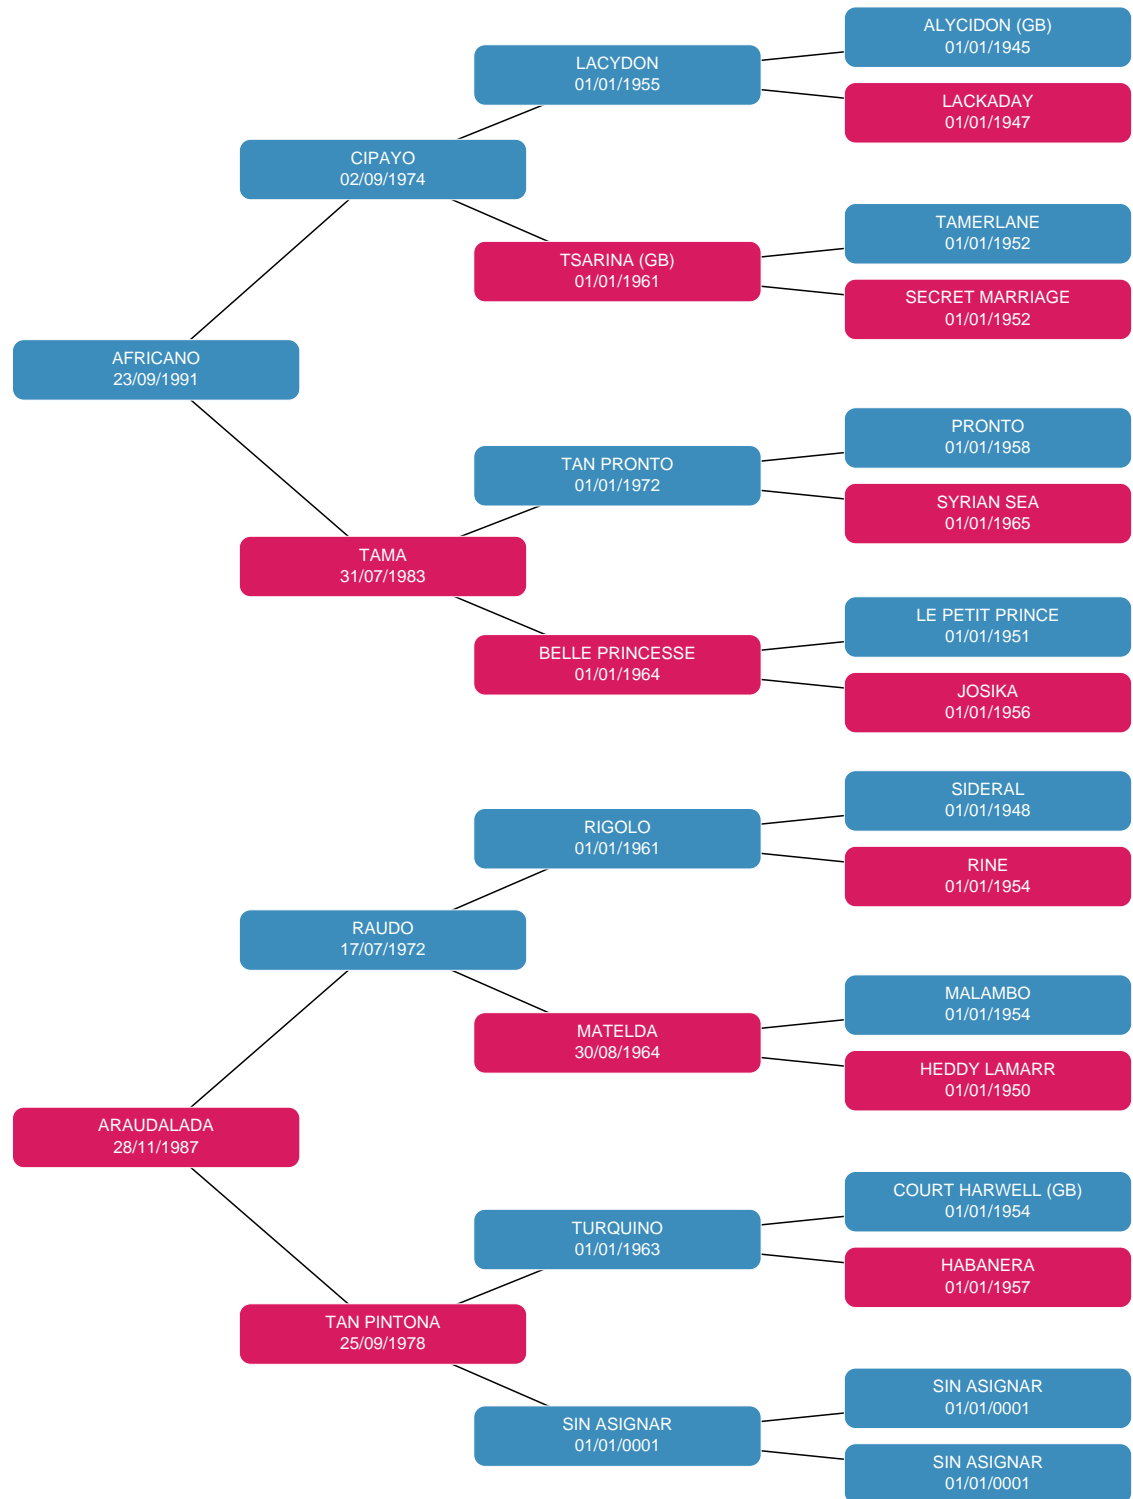 ALYCIDON (GB)
01/01/1945
LACYDON
01/01/1955
LACKADAY
01/01/1947
CIPAYO
02/09/1974
TAMERLANE
01/01/1952
TSARINA (GB)
01/01/1961
SECRET MARRIAGE
01/01/1952
AFRICANO
23/09/1991
PRONTO
01/01/1958
TAN PRONTO
01/01/1972
SYRIAN SEA
01/01/1965
TAMA
31/07/1983
LE PETIT PRINCE
01/01/1951
BELLE PRINCESSE
01/01/1964
JOSIKA
01/01/1956
SIDERAL
01/01/1948
RIGOLO
01/01/1961
RINE
01/01/1954
RAUDO
17/07/1972
MALAMBO
01/01/1954
MATELDA
30/08/1964
HEDDY LAMARR
01/01/1950
ARAUDALADA
28/11/1987
COURT HARWELL (GB)
01/01/1954
TURQUINO
01/01/1963
HABANERA
01/01/1957
TAN PINTONA
25/09/1978
SIN ASIGNAR
01/01/0001
SIN ASIGNAR
01/01/0001
SIN ASIGNAR
01/01/0001